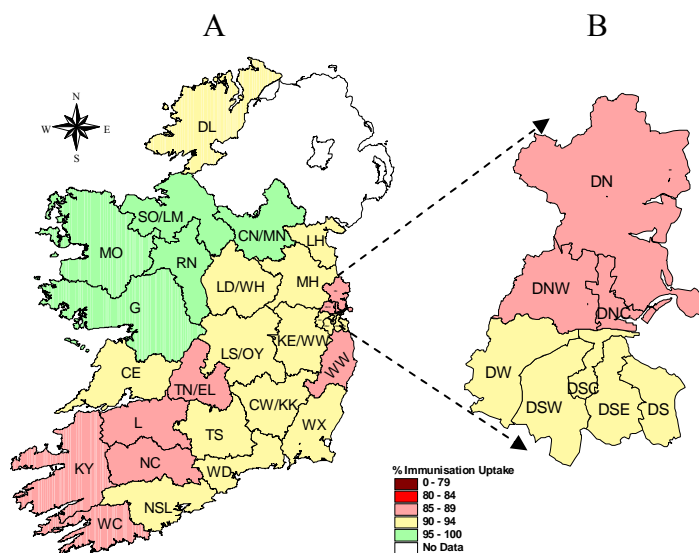 A
B
N
W E
S
DL
SO/LM
CN/MN
LH
MO
RN
LD/WH
MH
G
LS/OY
KE/WW
CE
TN/EL
WW
CW/KK
L
TS
WX
KY
NC
WD
NSL
WC
DN
DNW
DNC
DW
DSC
DSW
DSE
DS
% Immunisation Uptake
0 - 79
80 - 84
85 - 89
90 - 94
95 - 100
No Data